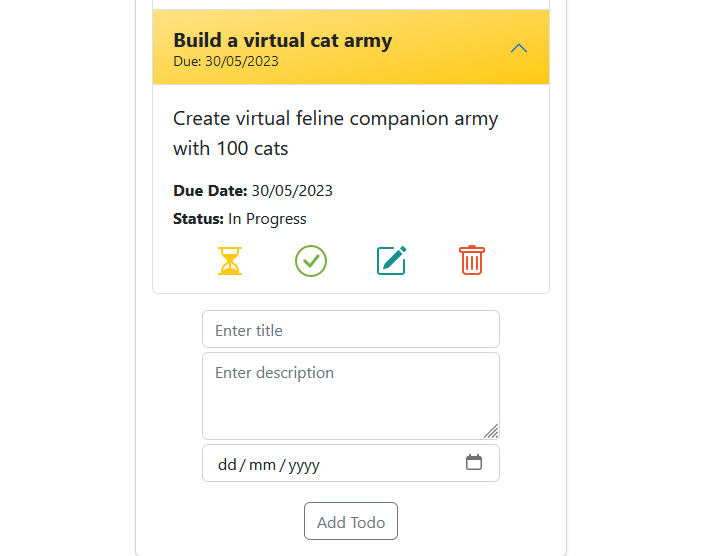 Build a virtual cat army
Due: 30/05/2023
Create virtual feline companion army
with 100 cats
Due Date: 30/05/2023
Status: In Progress
Enter title
Enter description
dd/mm/yyyy
Add Todo